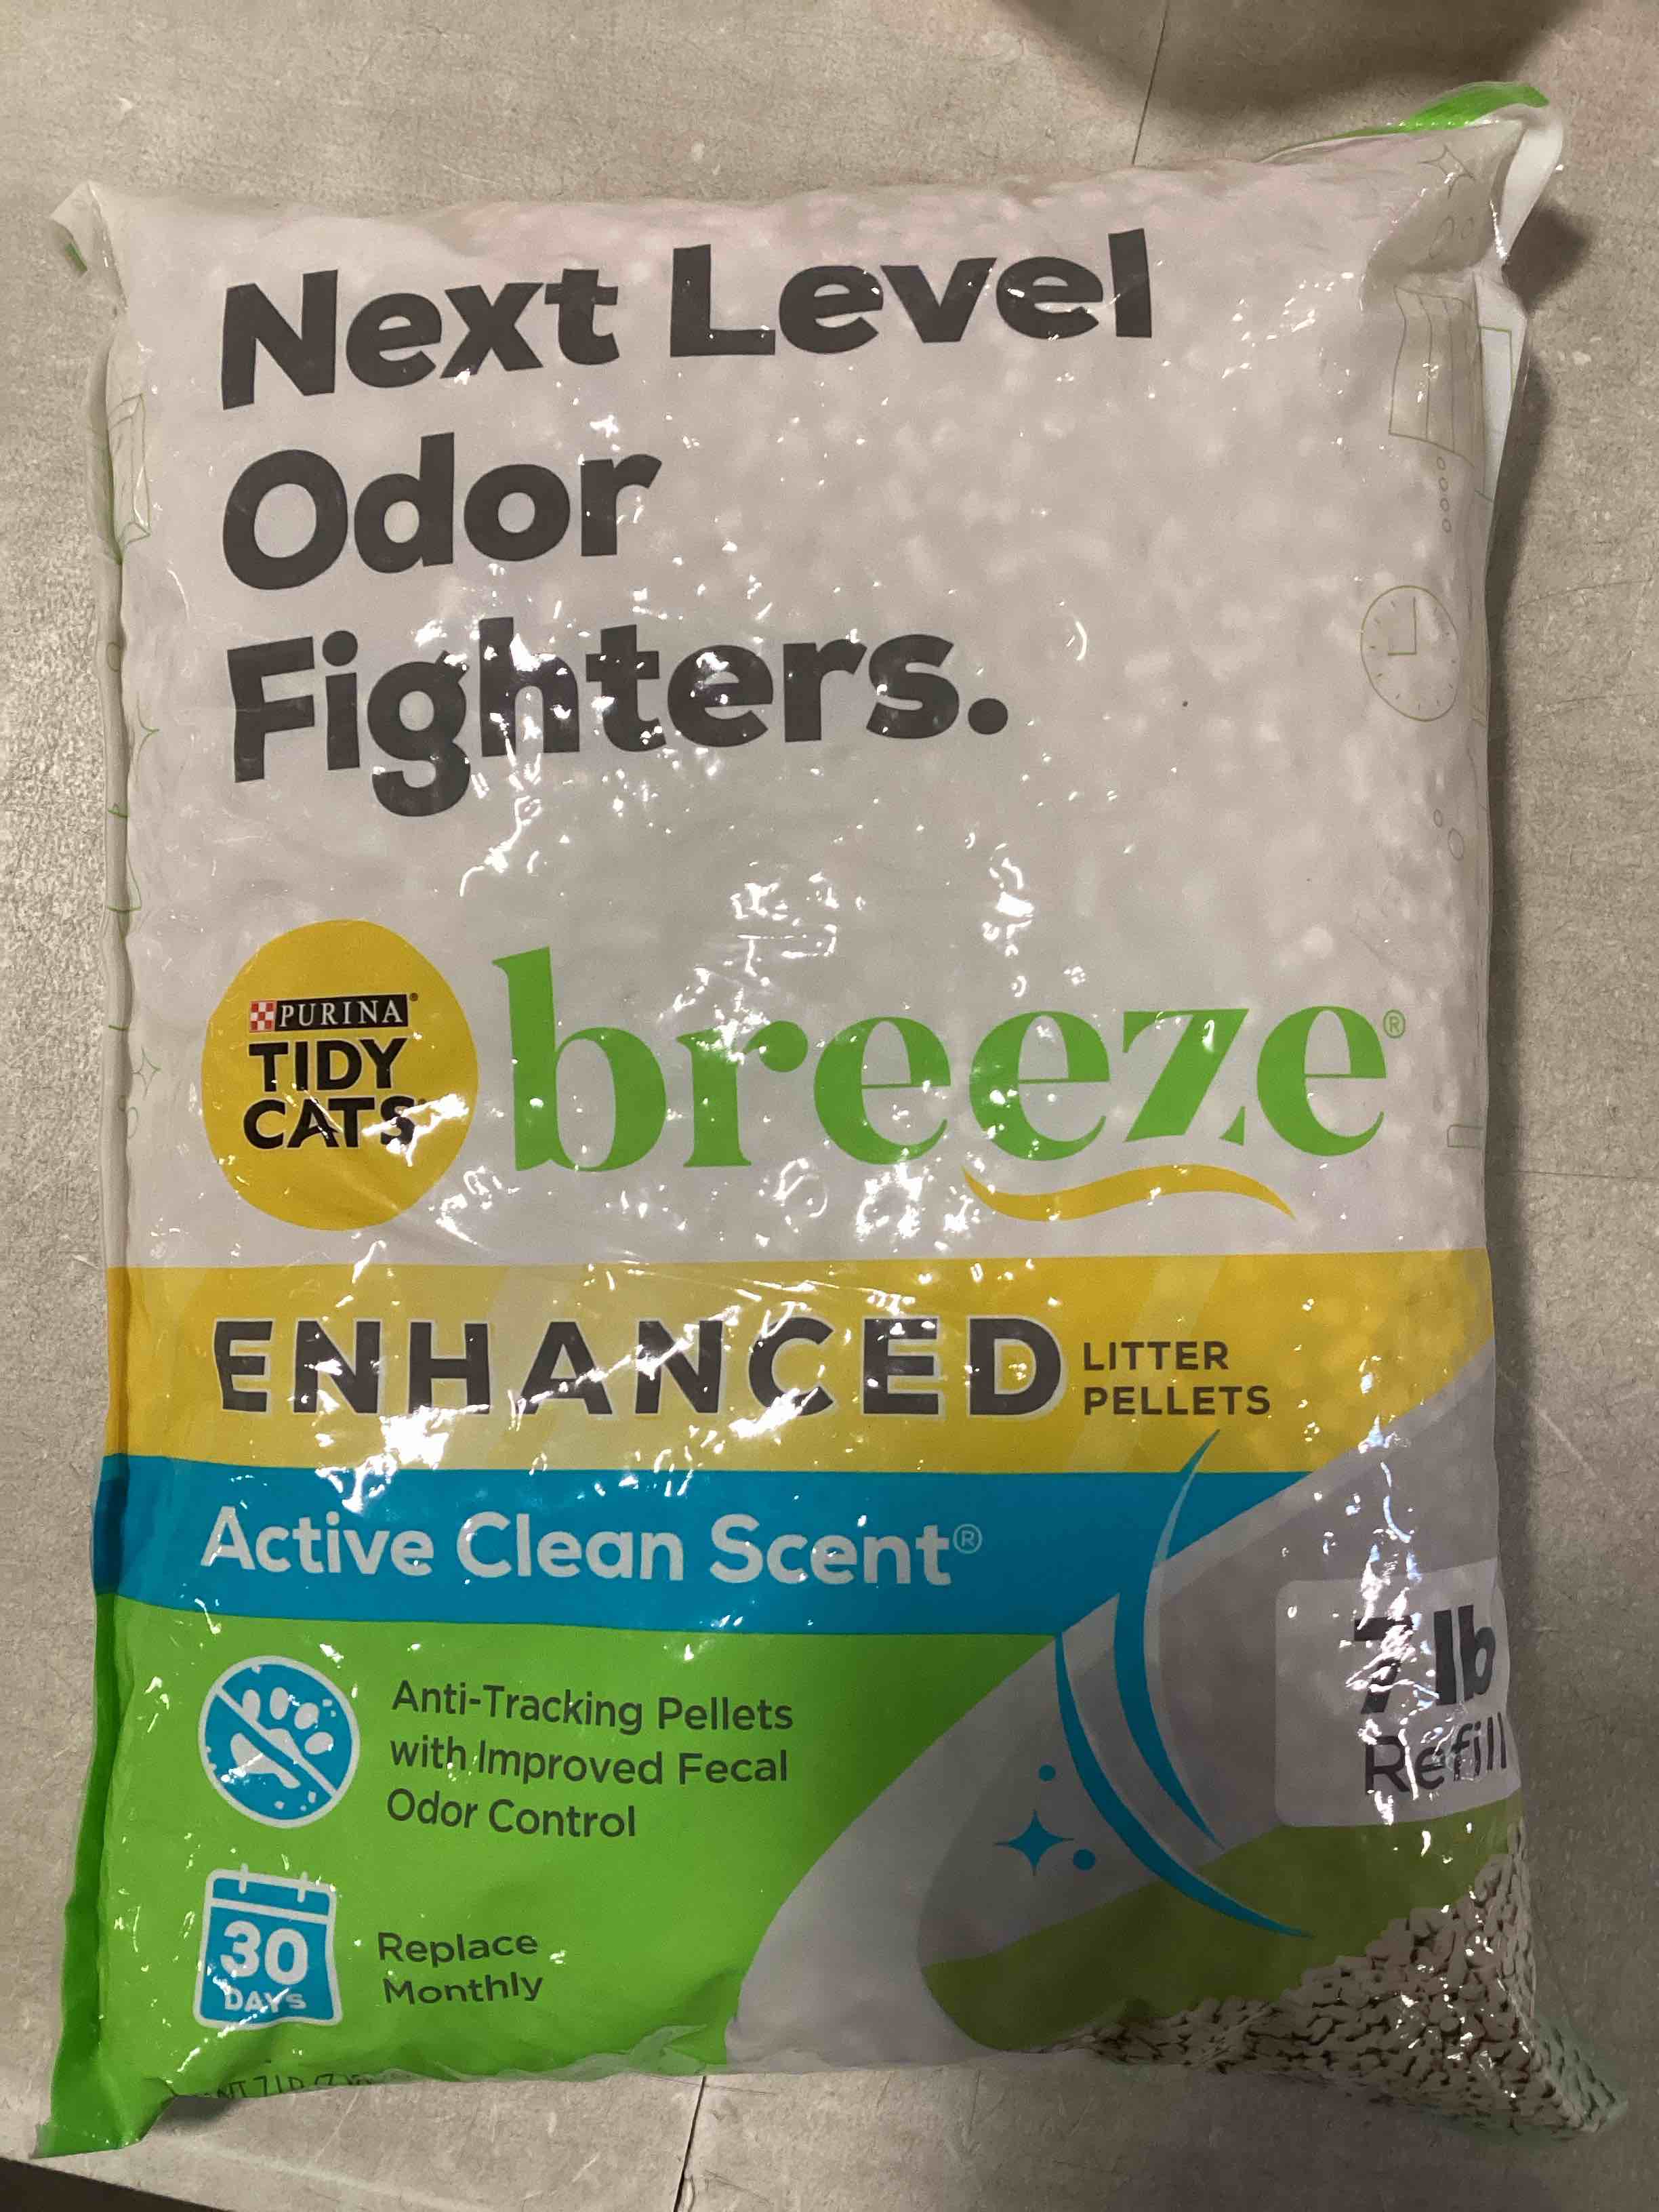 Next Level
Odor
Fighters.
PURINA®
TIDY
CATS
breeze®
ENHANCED
LITTER
PELLETS
Active Clean Scent®
7 lb
Refill
Anti-Tracking Pellets
with Improved Fecal
Odor Control
30
DAYS
Replace
Monthly